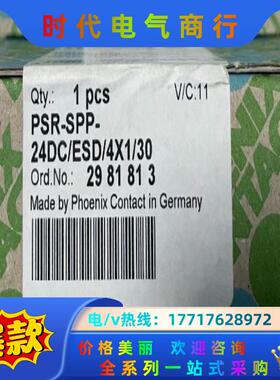 时代电气商行
Qty.: 1 pcs
V/C:11
PSR-SPP-
24DC/ESD/4X1/30
Ord.No.: 29 81 81 3
Made by Phoenix Contact in Germany
爆款
电/v热线: 17717628972
价格美丽 欢迎咨询
全系列一站式采购